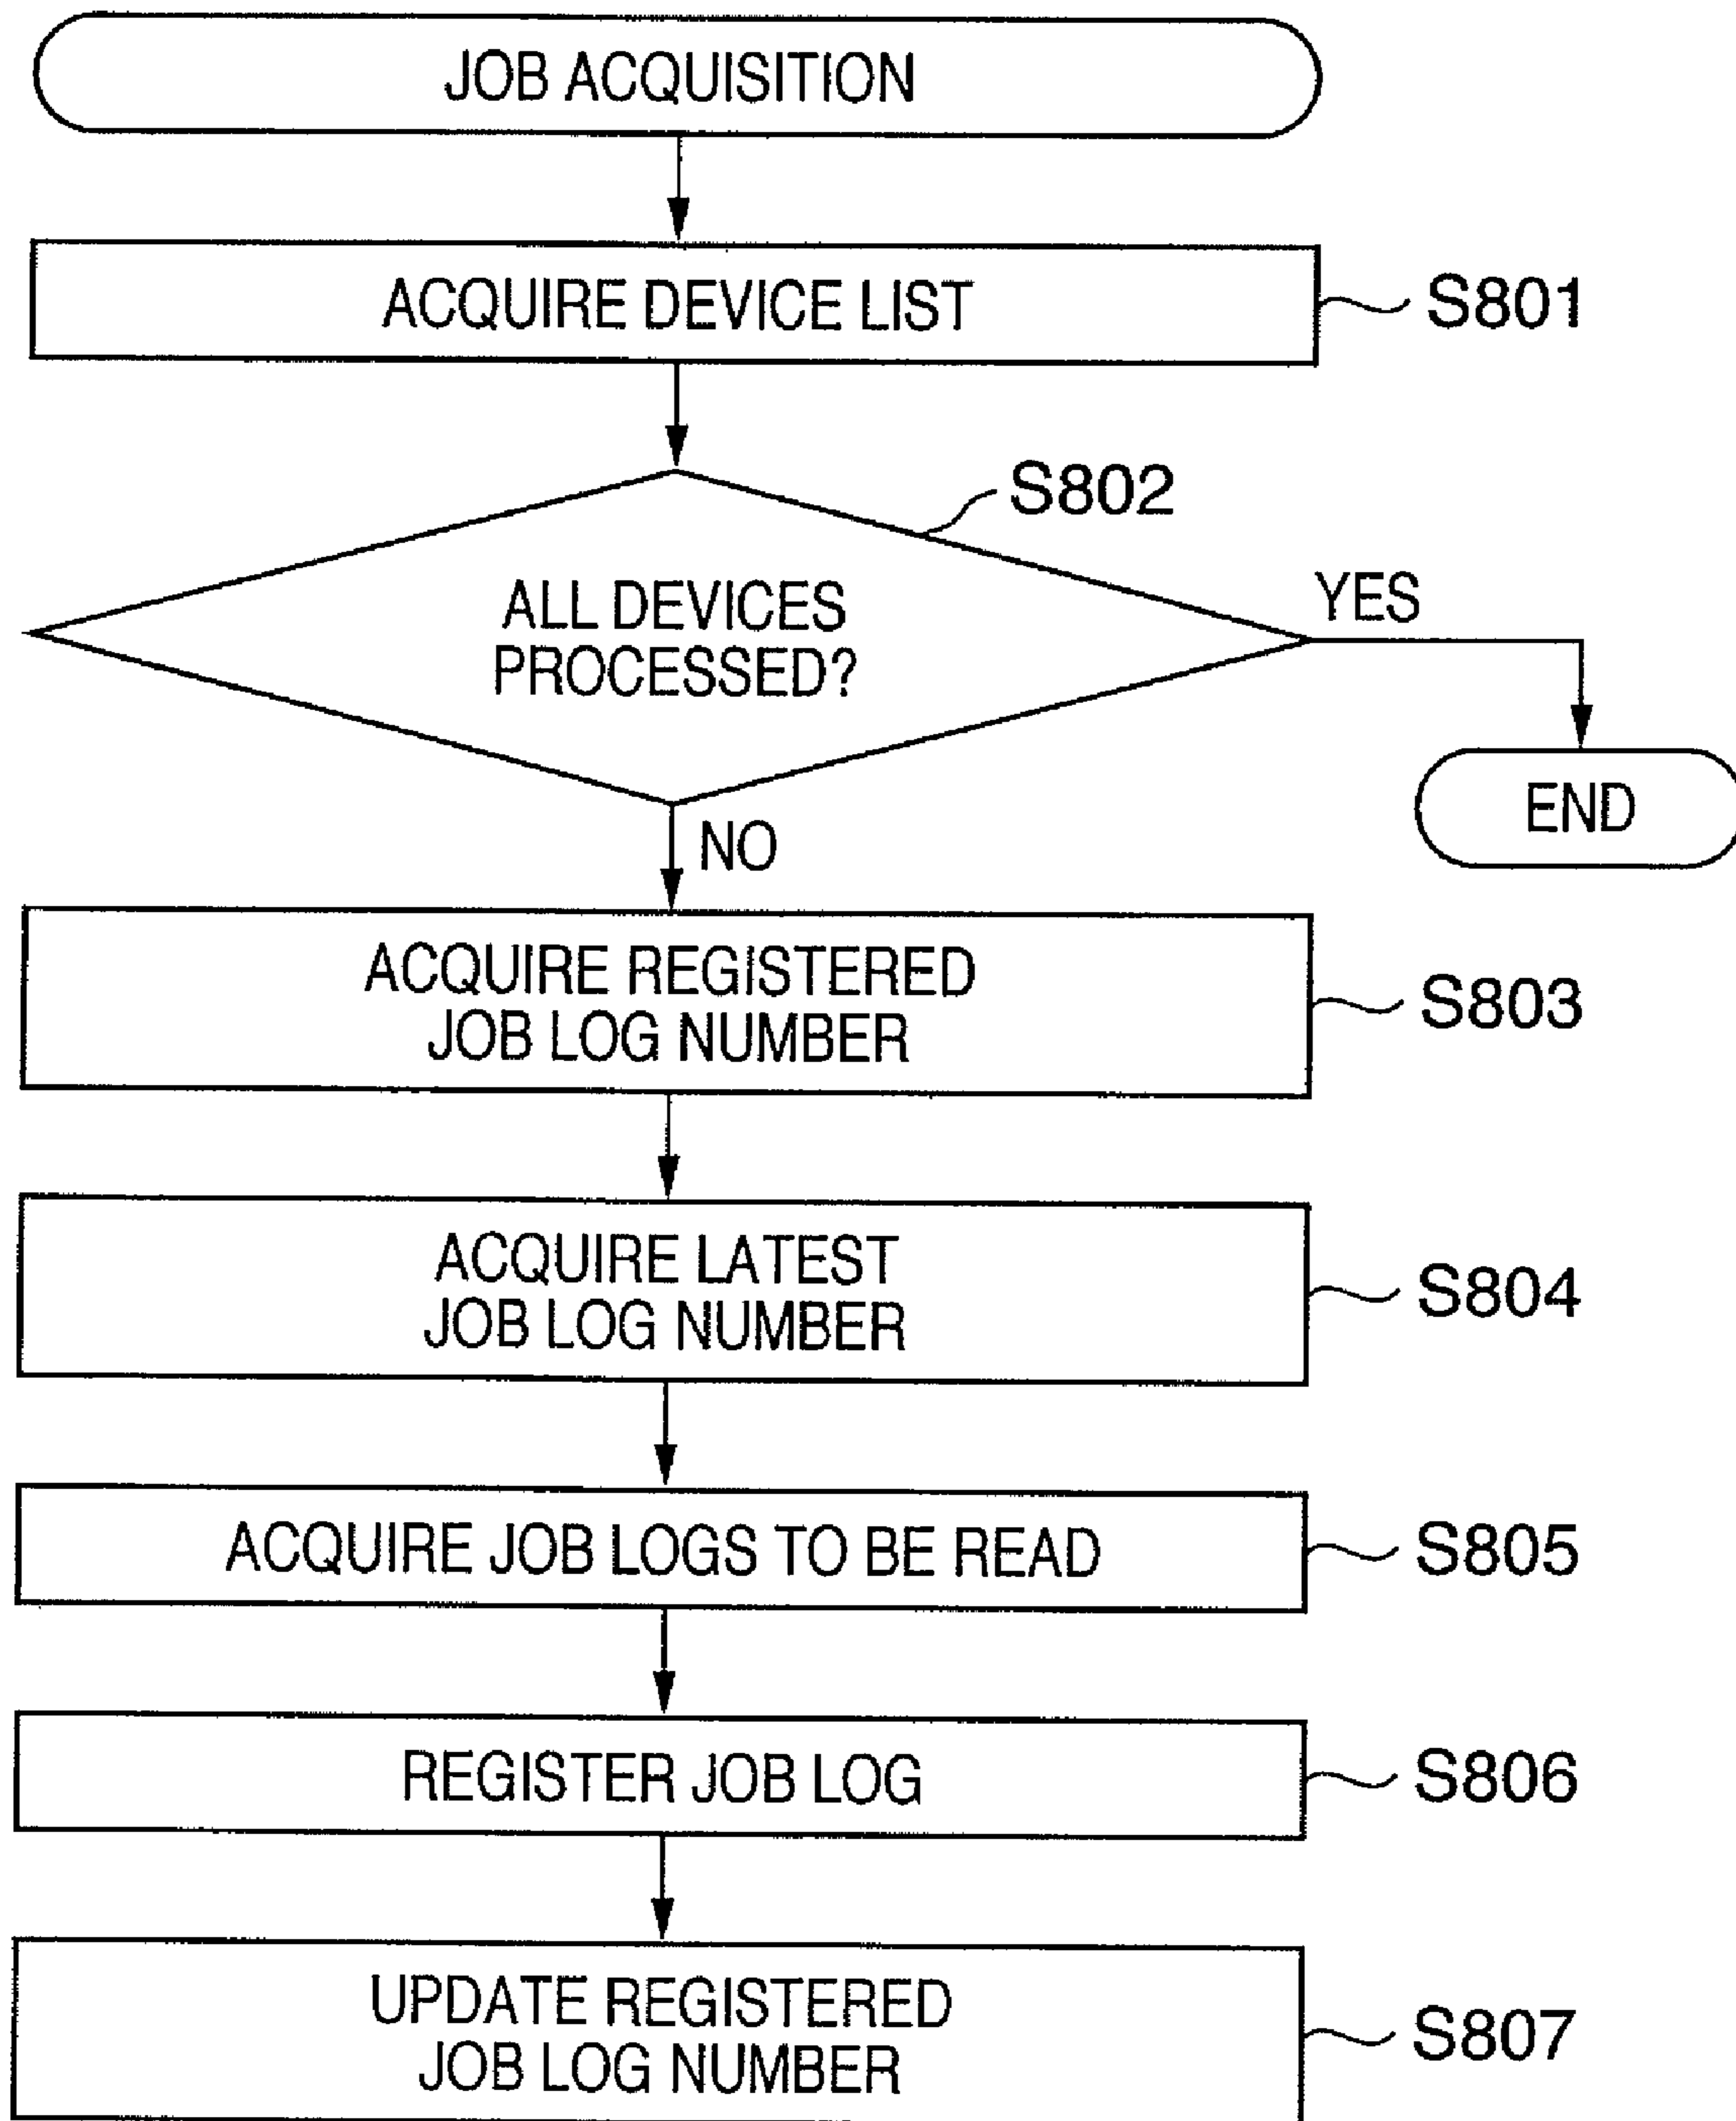 JOB ACQUISITION
ACQUIRE DEVICE LIST
S801
S802
ALL DEVICES
PROCESSED?
YES
END
NO
ACQUIRE REGISTERED
JOB LOG NUMBER
S803
ACQUIRE LATEST
JOB LOG NUMBER
S804
ACQUIRE JOB LOGS TO BE READ
S805
REGISTER JOB LOG
S806
UPDATE REGISTERED
JOB LOG NUMBER
S807